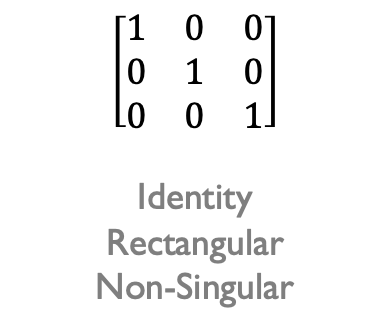 1 0 0
0 1 0
0 0 1
Identity
Rectangular
Non-Singular